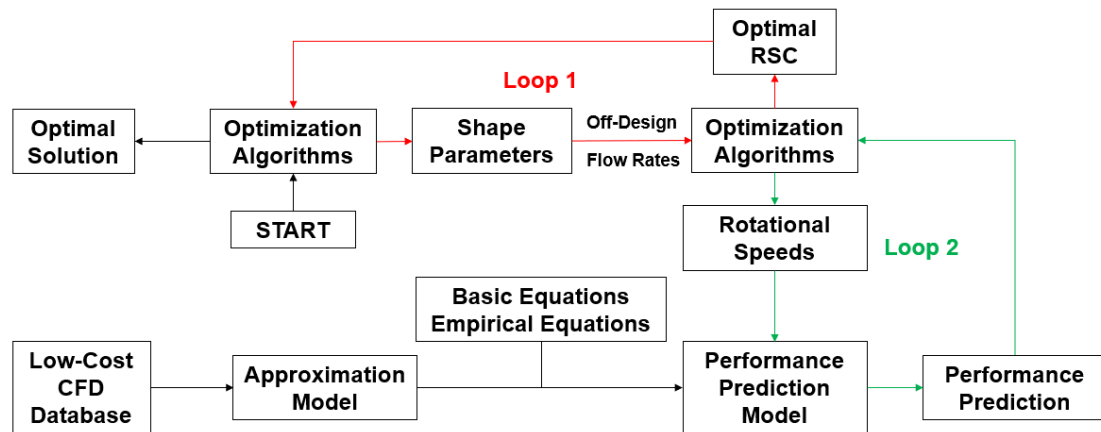 Optimal
RSC
Loop 1
Optimal
Solution
Optimization
Algorithms
Shape
Parameters
Off-Design
Flow Rates
Optimization
Algorithms
START
Rotational
Speeds
Loop 2
Basic Equations
Empirical Equations
Low-Cost
CFD
Database
Approximation
Model
Performance
Prediction
Model
Performance
Prediction